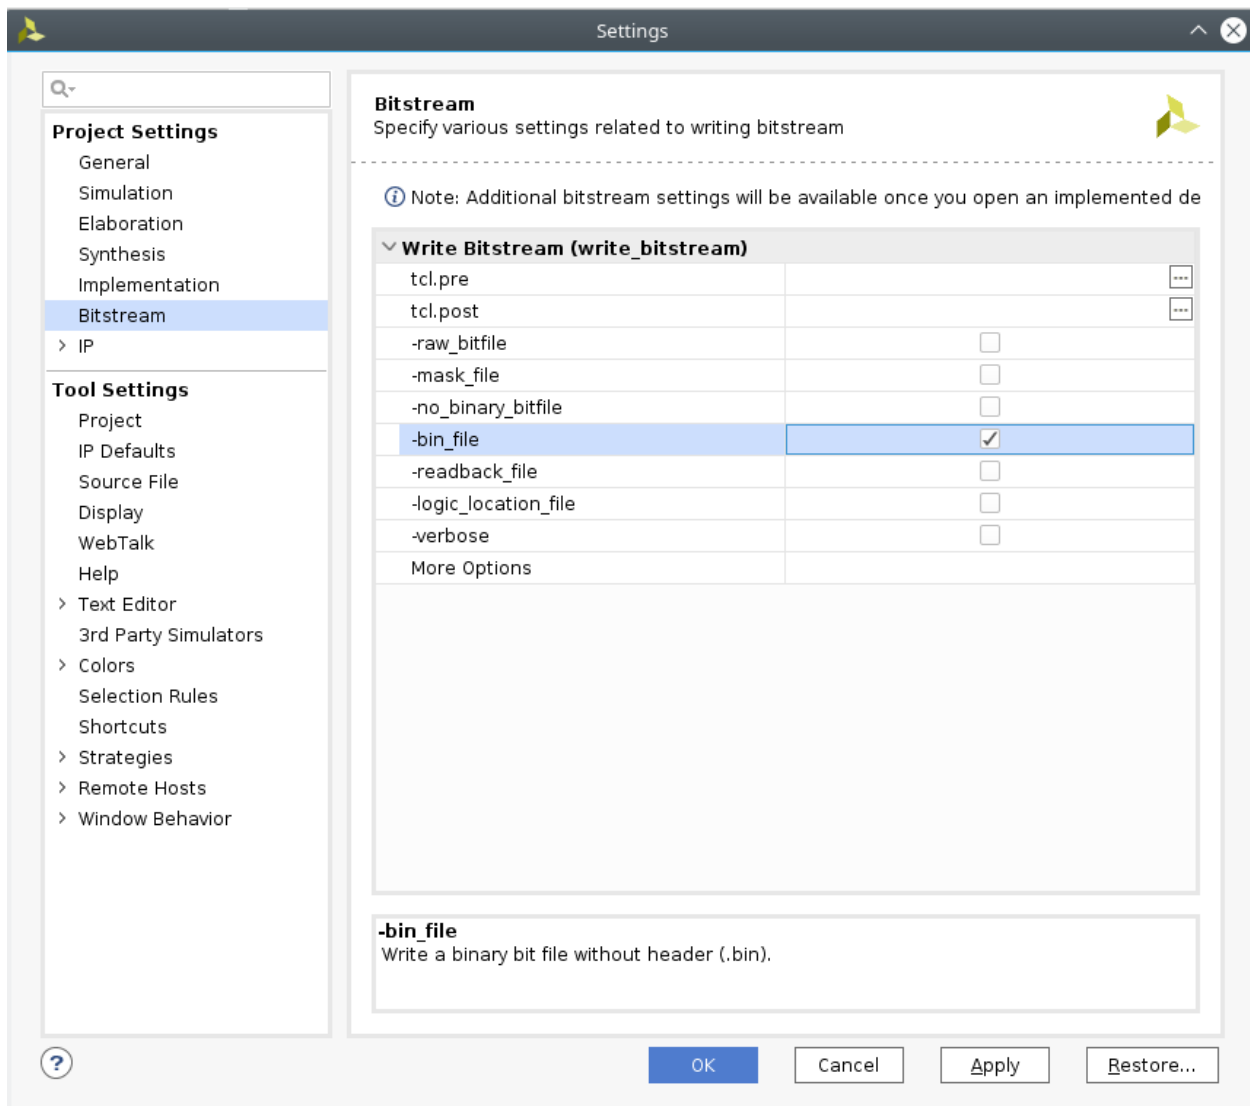 Settings
Project Settings
General
Simulation
Elaboration
Synthesis
Implementation
Bitstream
IP
Tool Settings
Project
IP Defaults
Source File
Display
WebTalk
Help
Text Editor
3rd Party Simulators
Colors
Selection Rules
Shortcuts
Strategies
Remote Hosts
Window Behavior
Bitstream
Specify various settings related to writing bitstream
Note: Additional bitstream settings will be available once you open an implemented de
Write Bitstream (write_bitstream)
tcl.pre
tcl.post
-raw_bitfile
-mask_file
-no_binary_bitfile
-bin_file
-readback_file
-logic_location_file
-verbose
More Options
-bin_file
Write a binary bit file without header (.bin).
? OK Cancel Apply Restore...